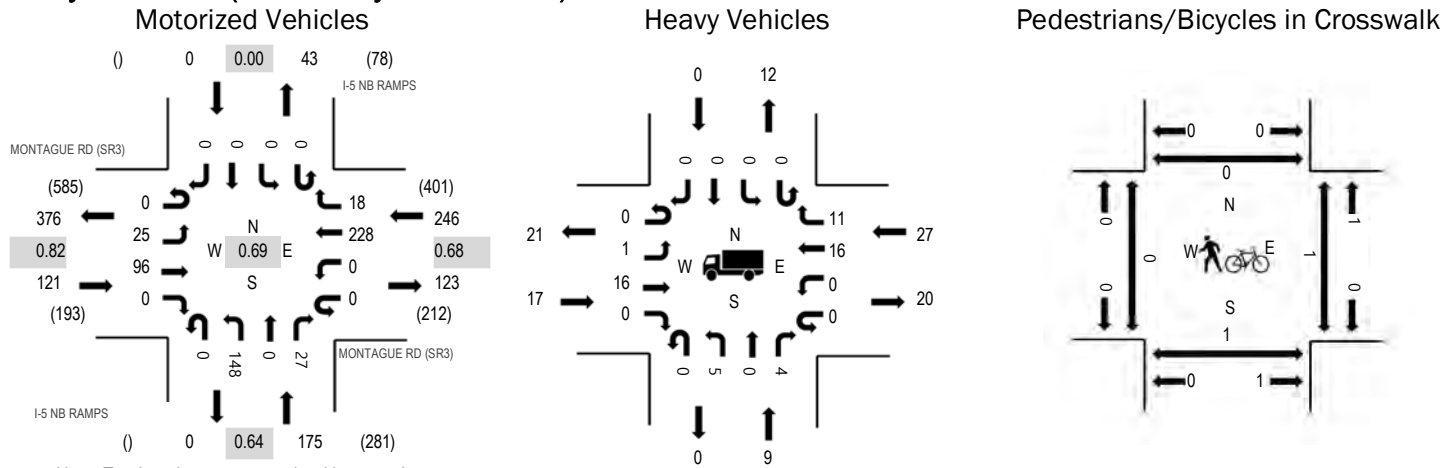 Motorized Vehicles
Heavy Vehicles
Pedestrians/Bicycles in Crosswalk
() 0 0.00 43 (78)
I-5 NB RAMPS
0 12
0 0
0 0 0 0
0 0 0 0
0
MONTAGUE RD (SR3)
(585) (401)
0 18
376 246
25 N 228
0.82 W 0.69 E 0.68
96 S 0
121 123
0 0
(193) (212)
0 148 0 27
MONTAGUE RD (SR3)
I-5 NB RAMPS
() 0 0.64 175 (281)
0 11
21 1 N 16 27
W E
17 16 S 0 20
0 0
0 5 0 4
0 9
0 1
N
0 W E 1
0 0
S
1
0 1